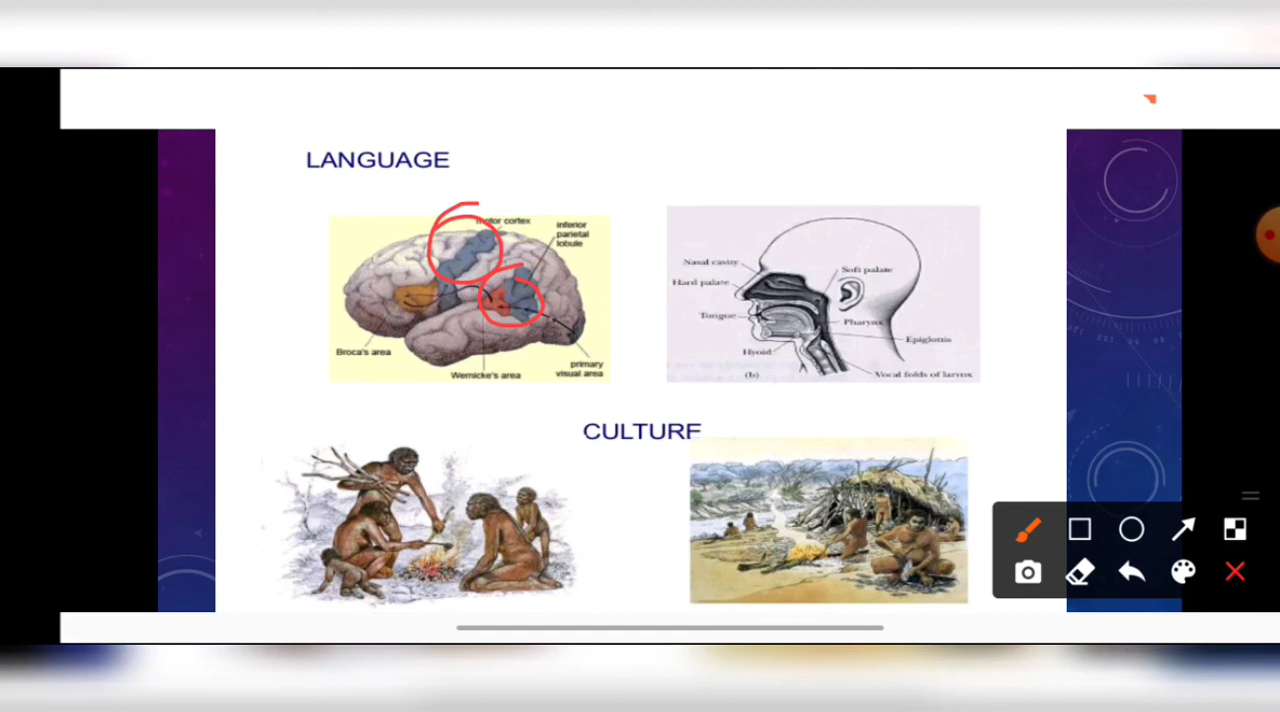 LANGUAGE
motor cortex
inferior
parietal
lobule
Broca's area
Wernicke's area
primary
visual area
Nasal cavity
Hard palate
Tongue
Hyoid
(b)
Soft palate
Pharynx
Epiglottis
Vocal folds of larynx
CULTURE